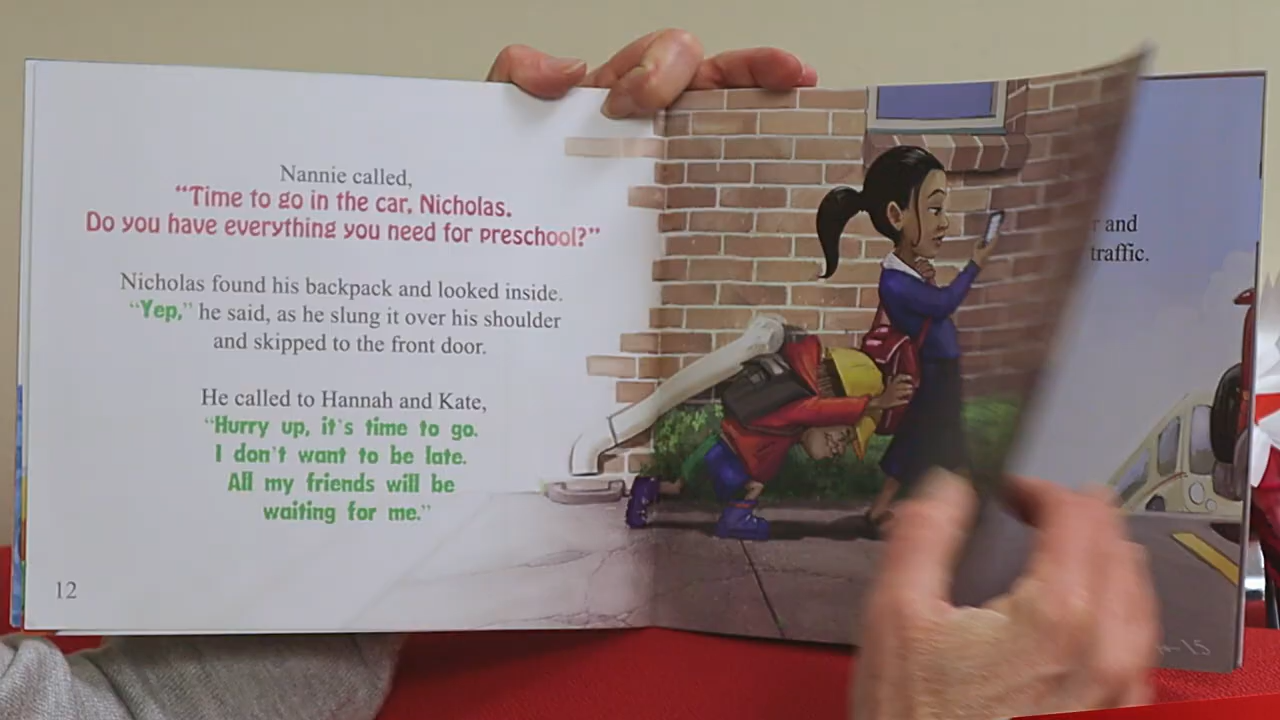 Nannie called,
“Time to go in the car, Nicholas.
Do you have everything you need for preschool?”
Nicholas found his backpack and looked inside.
“Yep,” he said, as he slung it over his shoulder
and skipped to the front door.
He called to Hannah and Kate,
“Hurry up, it's time to go.
I don't want to be late.
All my friends will be
waiting for me.”
12
and
traffic.
15